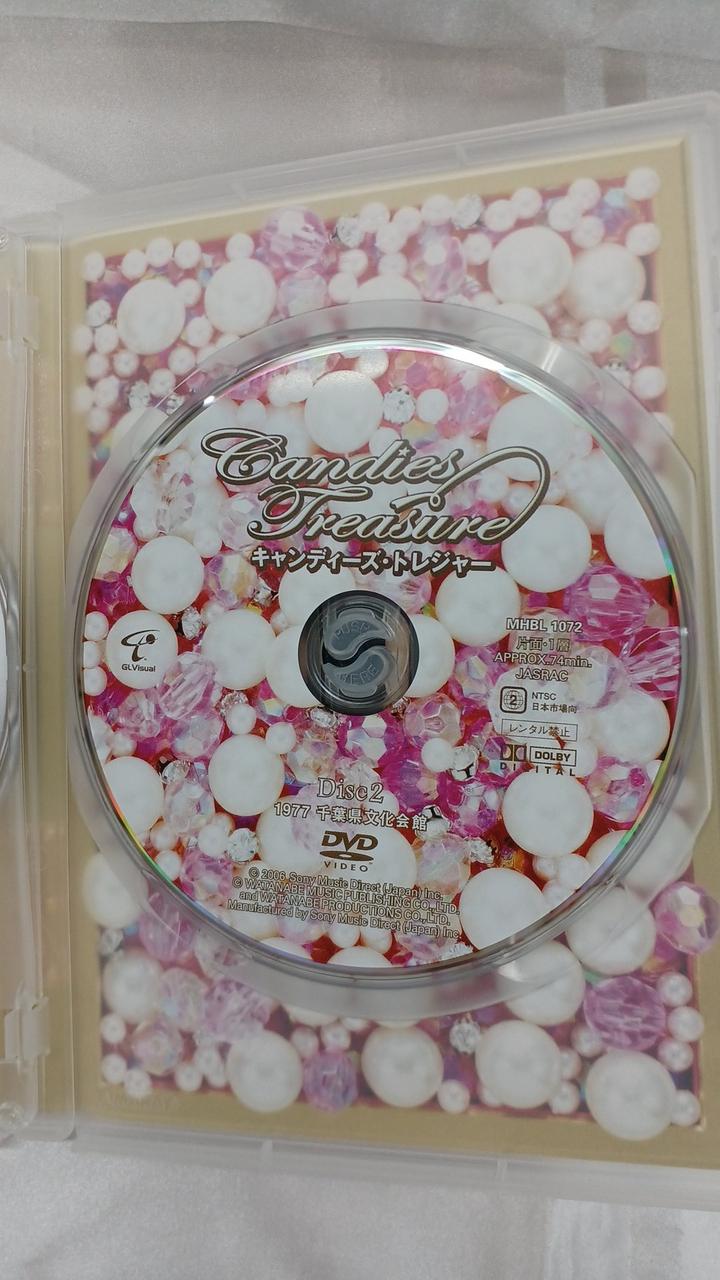 Candies
Treasure
キャンディーズ・トレジャー
GLVisual
PUSH
HERE
MHBL 1072
片面・1層
APPROX.74min.
JASRAC
2
NTSC
日本市場向
レンタル禁止
DOLBY
DIGITAL
Disc2
1977 千葉県文化会館
DVD
VIDEO
© 2006 Sony Music Direct (Japan) Inc.
© WATANABE MUSIC PUBLISHING CO., LTD.
and WATANABE PRODUCTIONS CO., LTD.
Manufactured by Sony Music Direct (Japan) Inc.